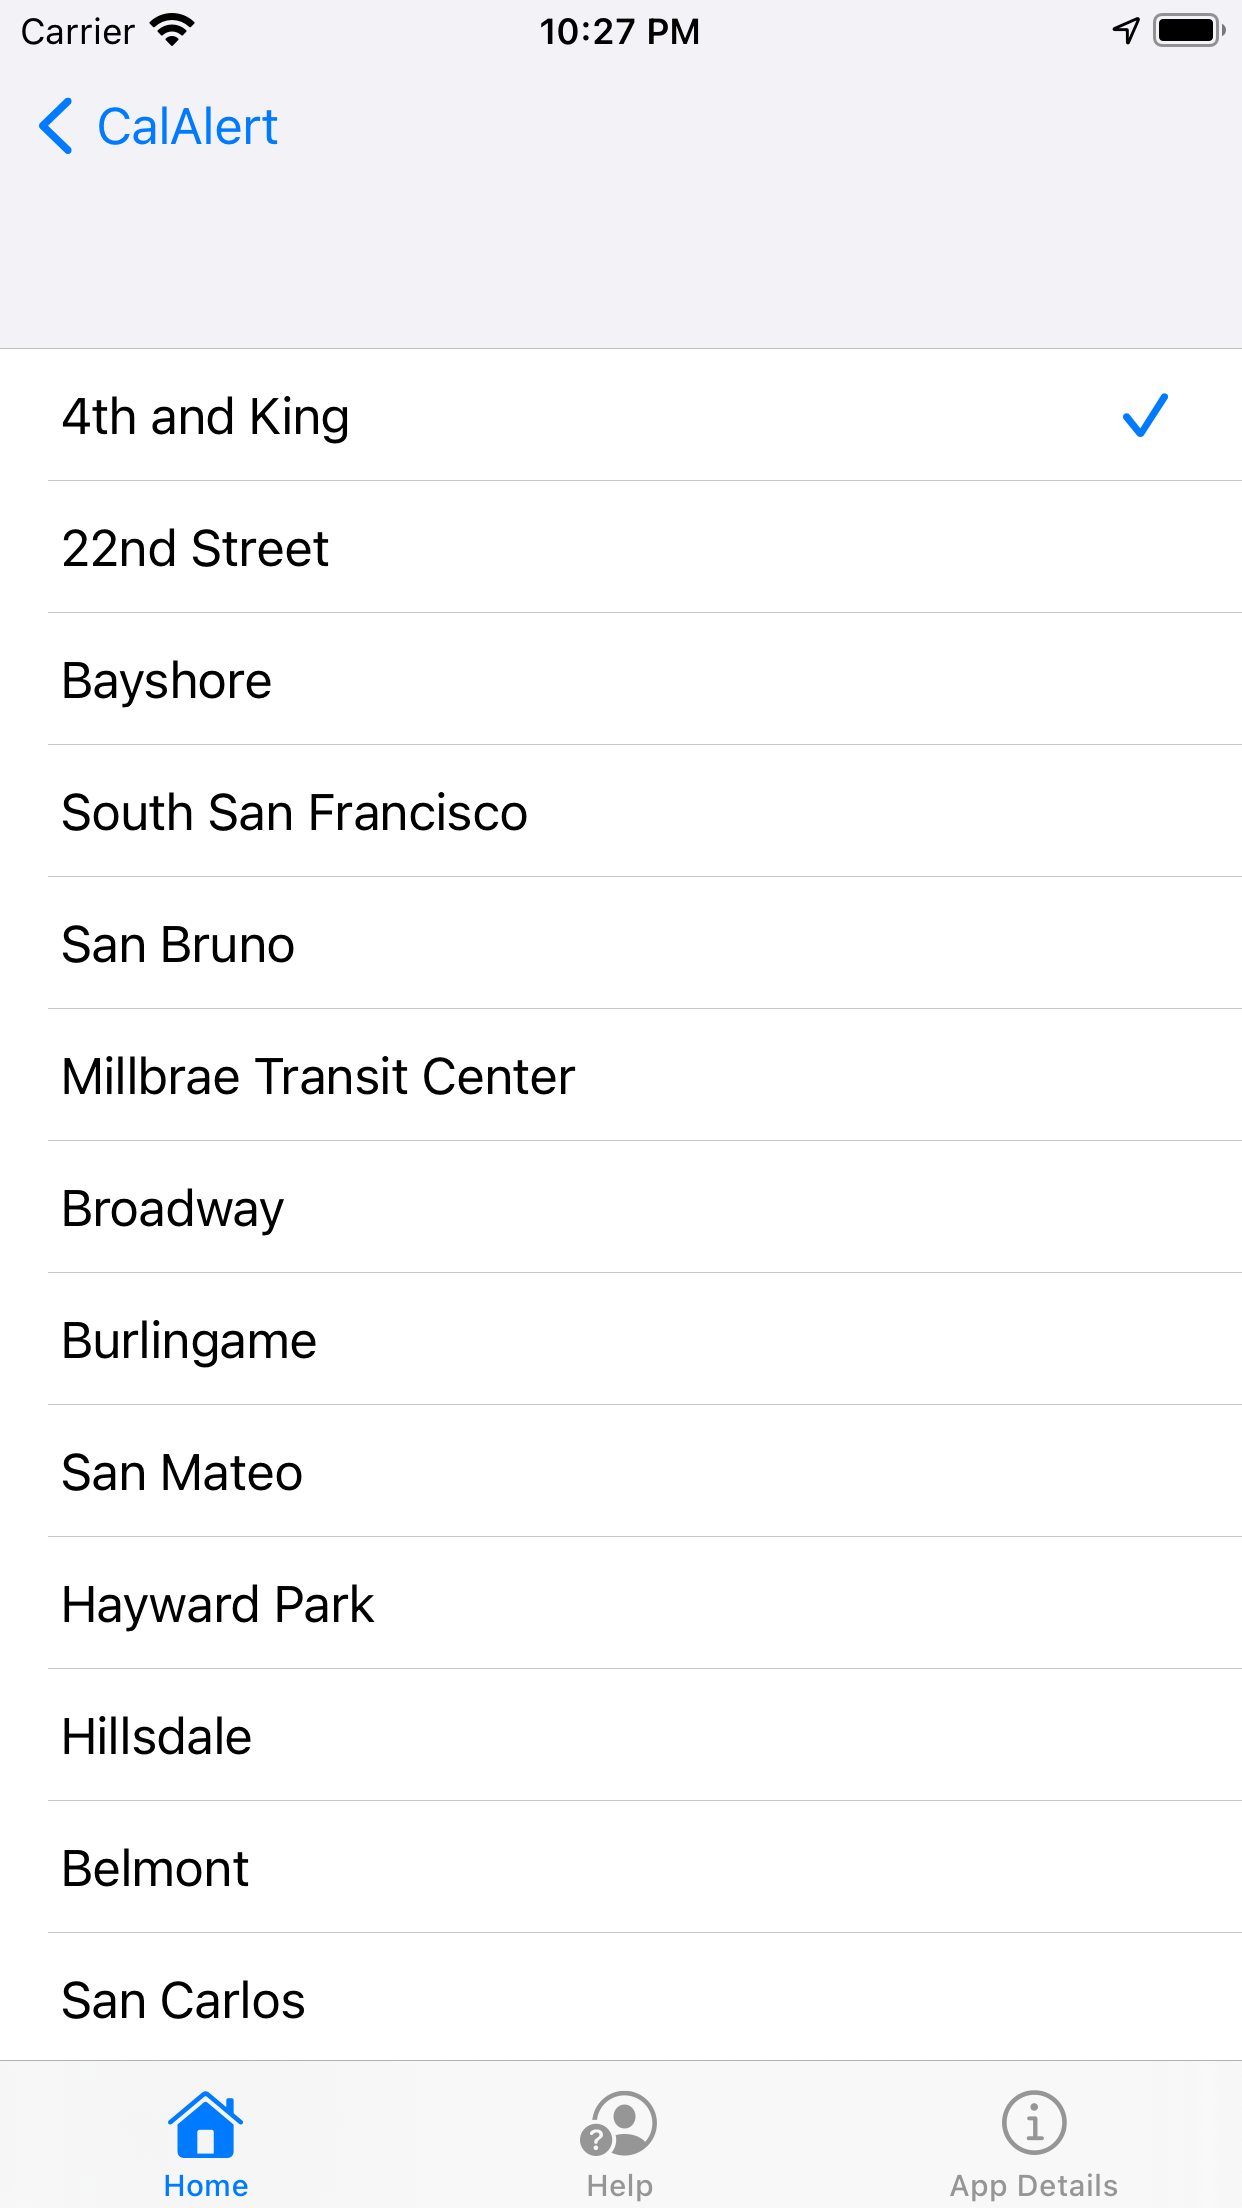 Carrier 10:27 PM
CalAlert
4th and King
22nd Street
Bayshore
South San Francisco
San Bruno
Millbrae Transit Center
Broadway
Burlingame
San Mateo
Hayward Park
Hillsdale
Belmont
San Carlos
Home Help App Details